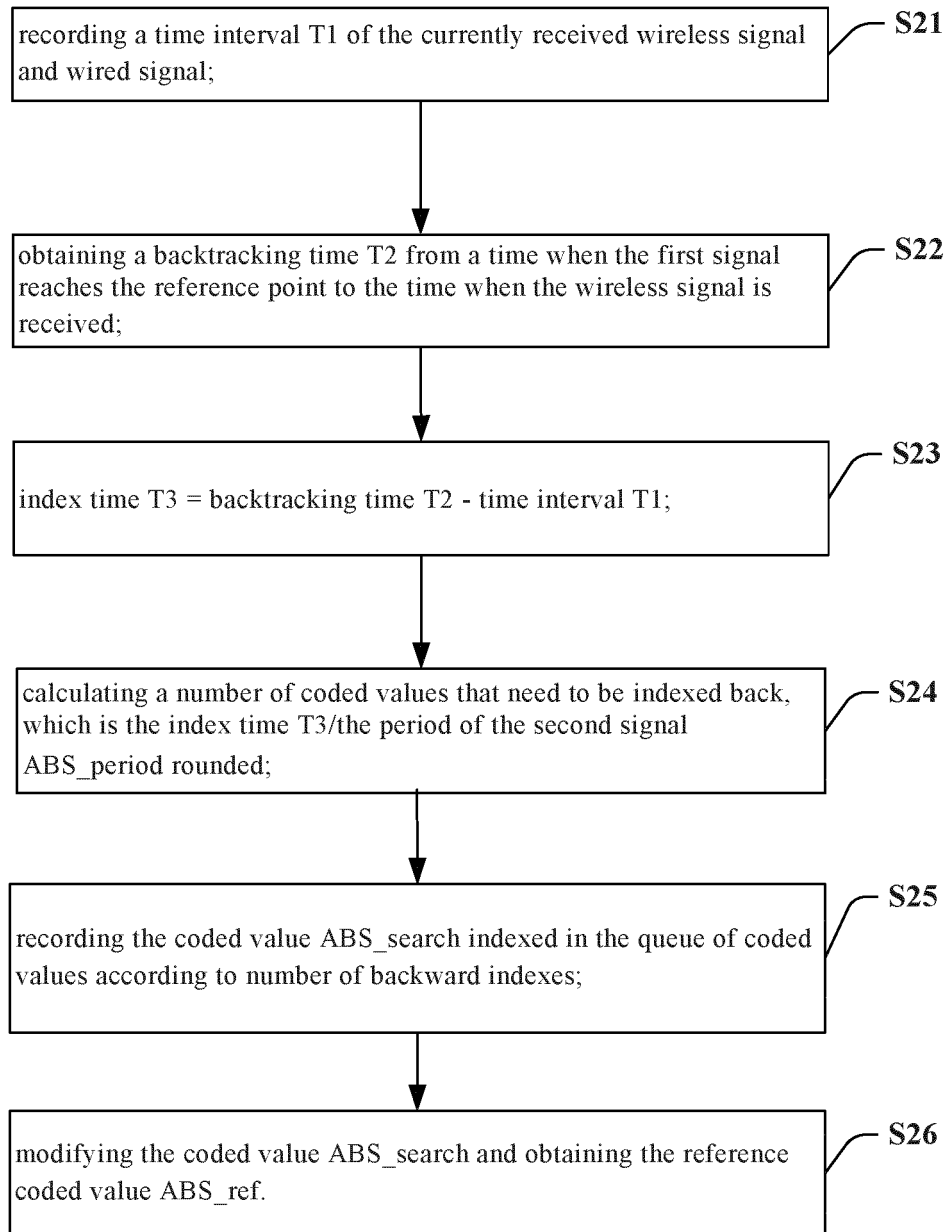 recording a time interval T1 of the currently received wireless signal
and wired signal;
S21
obtaining a backtracking time T2 from a time when the first signal
reaches the reference point to the time when the wireless signal is
received;
S22
index time T3 = backtracking time T2 - time interval T1;
S23
calculating a number of coded values that need to be indexed back,
which is the index time T3/the period of the second signal
ABS_period rounded;
S24
recording the coded value ABS_search indexed in the queue of coded
values according to number of backward indexes;
S25
modifying the coded value ABS_search and obtaining the reference
coded value ABS_ref.
S26